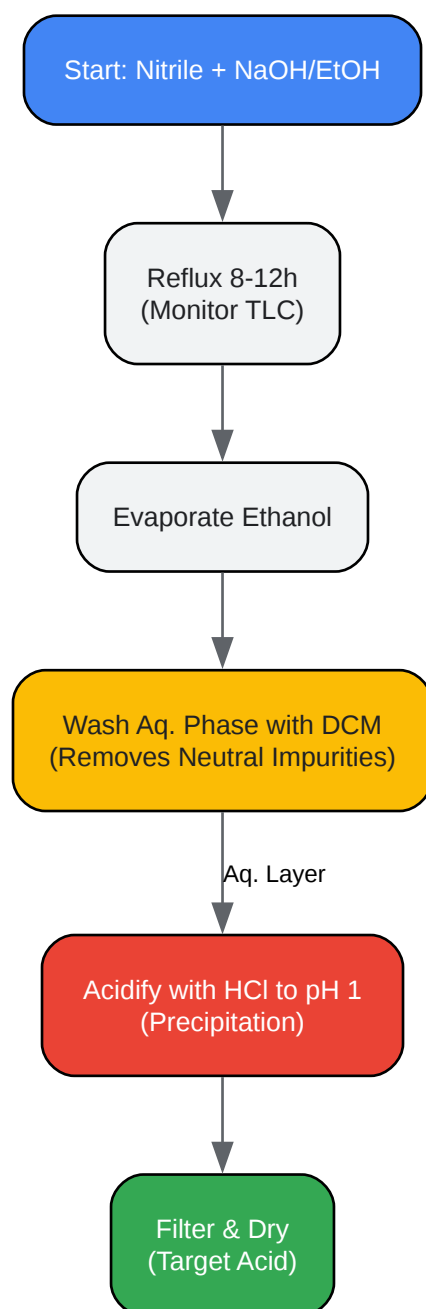 Start: Nitrile + NaOH/EtOH
Reflux 8-12h
(Monitor TLC)
Evaporate Ethanol
Wash Aq. Phase with DCM
(Removes Neutral Impurities)
Aq. Layer
Acidify with HCl to pH 1
(Precipitation)
Filter & Dry
(Target Acid)